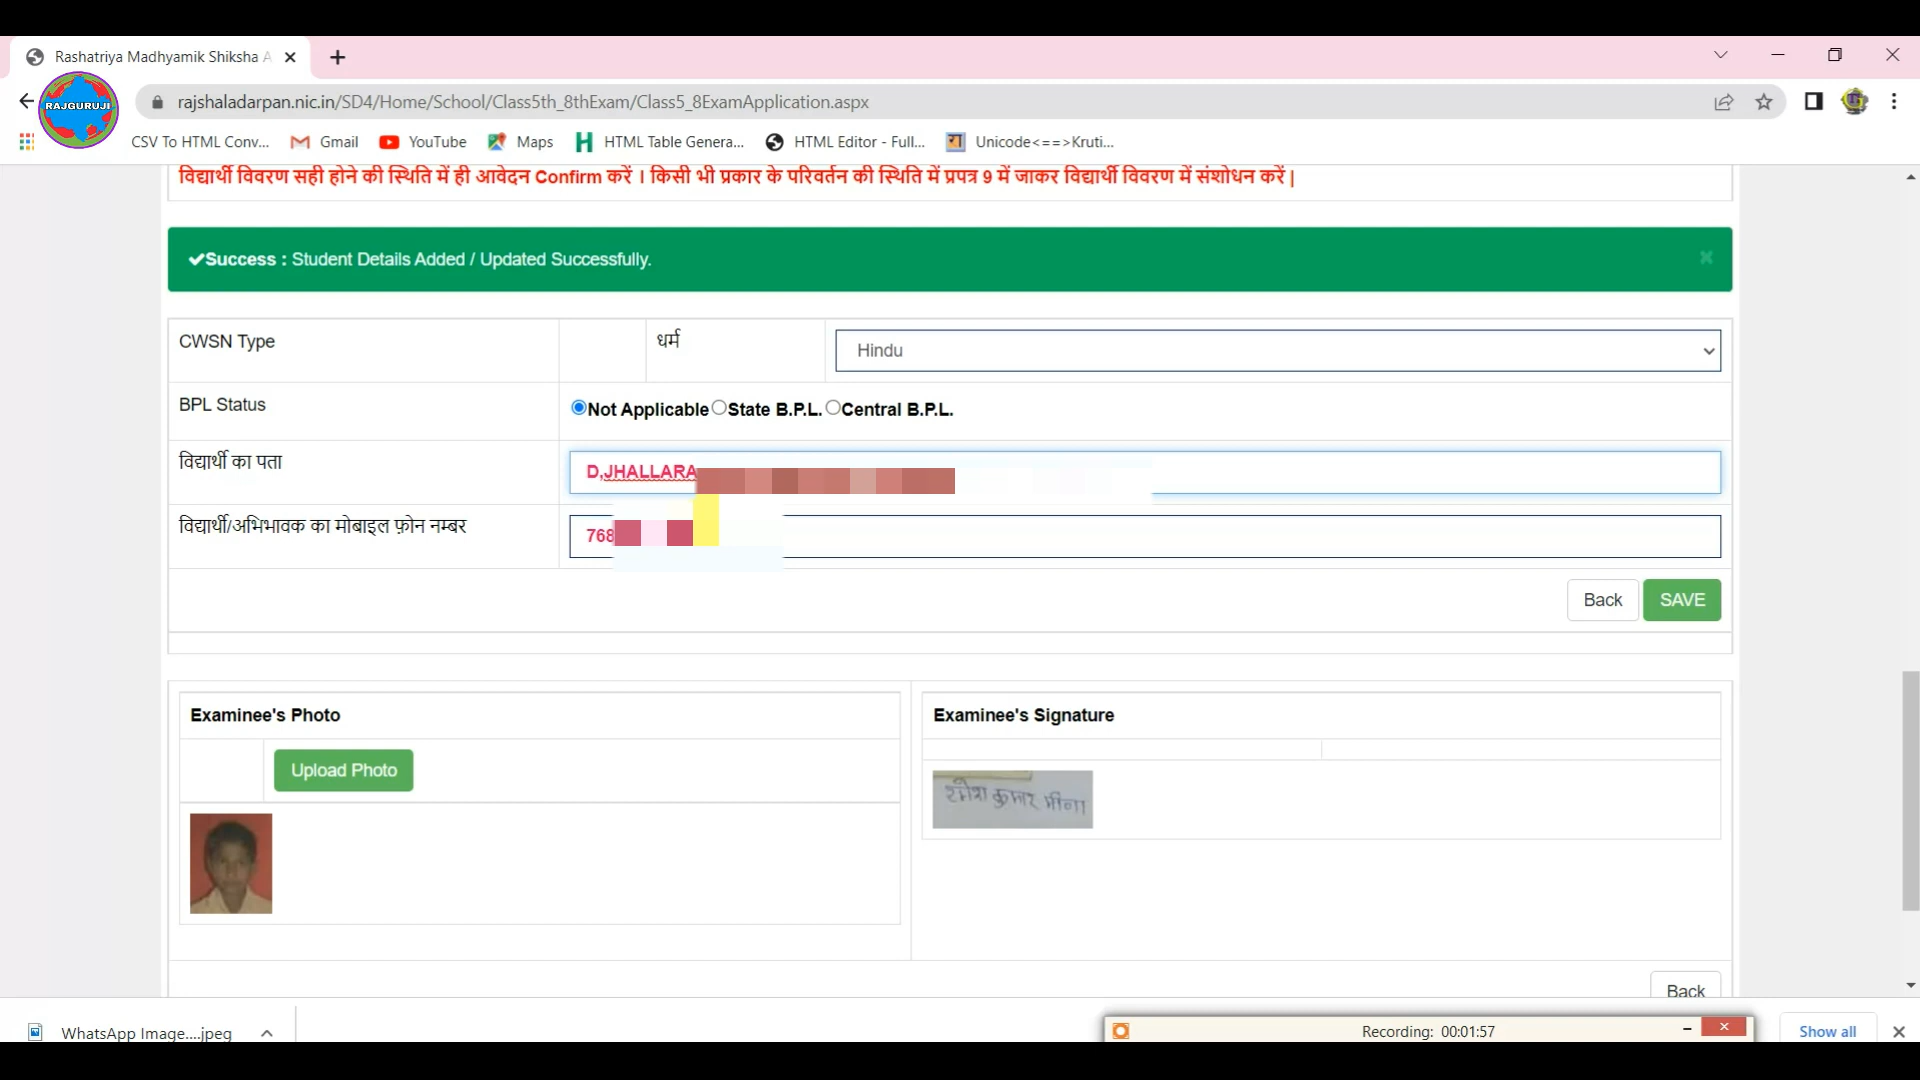 Rashatriya Madhyamik Shiksha A
RAJGURUJI
rajshaladarpan.nic.in/SD4/Home/School/Class5th_8thExam/Class5_8ExamApplication.aspx
CSV To HTML Conv... Gmail YouTube Maps HTML Table Genera... HTML Editor - Full... Unicode<==>Kruti...
विद्यार्थी विवरण सही होने की स्थिति में ही आवेदन Confirm करें । किसी भी प्रकार के परिवर्तन की स्थिति में प्रपत्र 9 में जाकर विद्यार्थी विवरण में संशोधन करें |
Success : Student Details Added / Updated Successfully.
CWSN Type धर्म Hindu
BPL Status Not Applicable State B.P.L. Central B.P.L.
विद्यार्थी का पता D,JHALLARA
विद्यार्थी/अभिभावक का मोबाइल फ़ोन नम्बर 768
Back SAVE
Examinee's Photo Examinee's Signature
Upload Photo
रमेश कुमार मीणा
Back
WhatsApp Image....jpeg Recording: 00:01:57 Show all